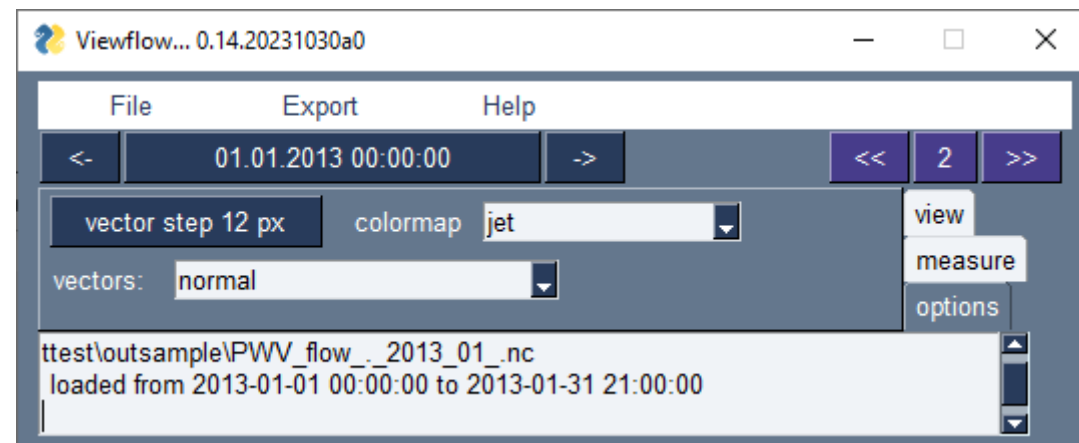 Viewflow... 0.14.20231030a0
File Export Help
<- 01.01.2013 00:00:00 -> << 2 >>
vector step 12 px colormap jet
view
measure
vectors: normal
options
ttest\outsample\PWV_flow_._2013_01_.nc
loaded from 2013-01-01 00:00:00 to 2013-01-31 21:00:00